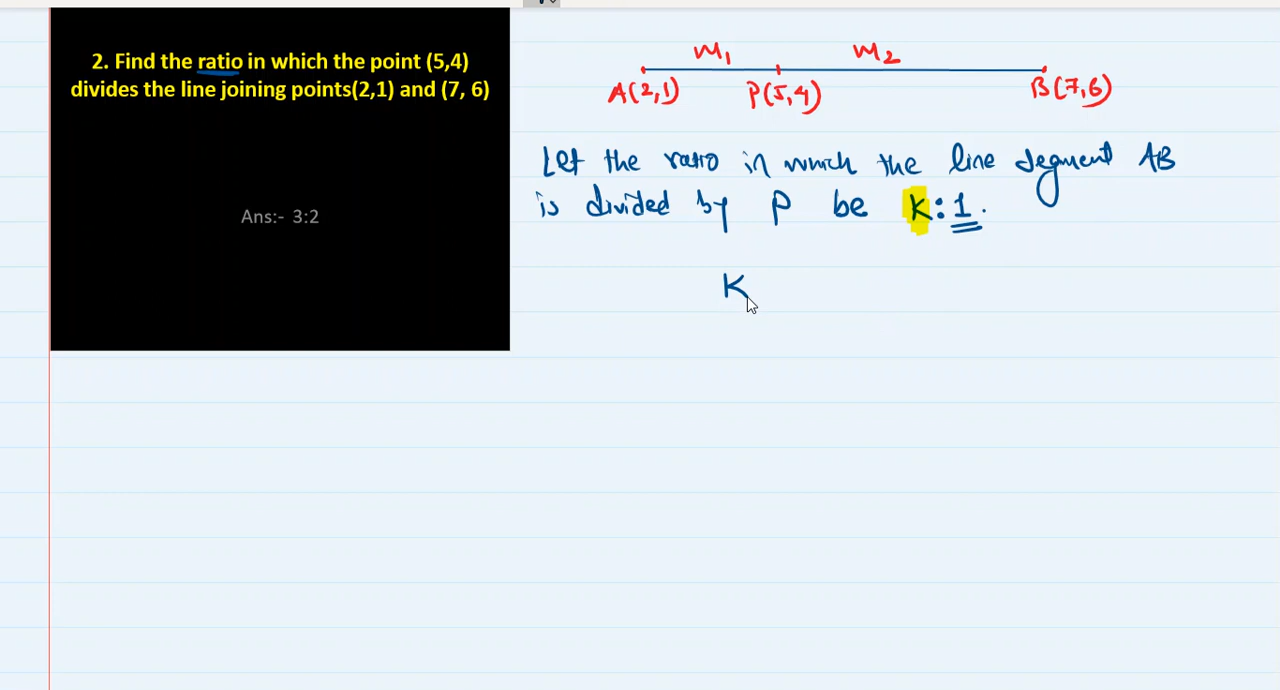 2. Find the ratio in which the point (5,4)
divides the line joining points(2,1) and (7, 6)
Ans:- 3:2
m₁ m₂
A(2,1) P(5,4) B(7,6)
Let the ratio in which the line segment AB
is divided by P be K:1.
K